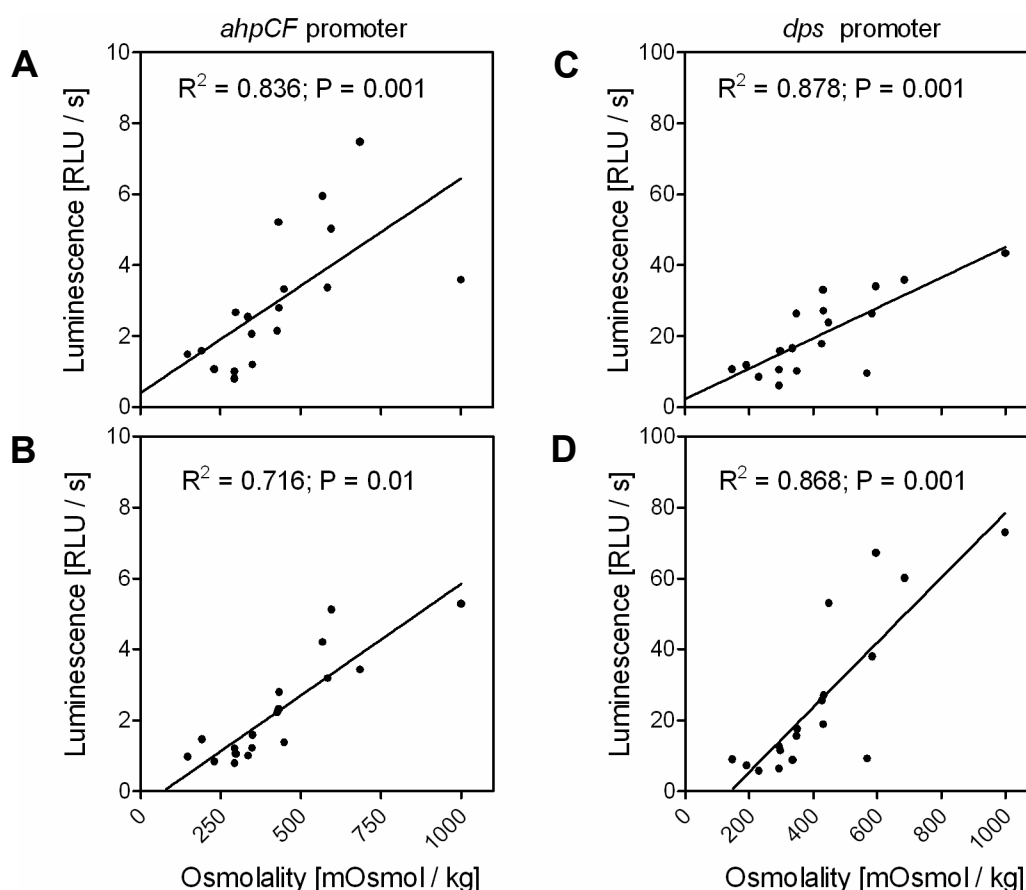 ahpCF promoter
dps promoter
A
10
8
6
4
2
0
Luminescence [RLU / s]
R² = 0.836; P = 0.001
C
100
80
60
40
20
0
Luminescence [RLU / s]
R² = 0.878; P = 0.001
B
10
8
6
4
2
0
Luminescence [RLU / s]
R² = 0.716; P = 0.01
0
250
500
750
1000
Osmolality [mOsmol / kg]
D
100
80
60
40
20
0
Luminescence [RLU / s]
R² = 0.868; P = 0.001
0
200
400
600
800
1000
Osmolality [mOsmol / kg]